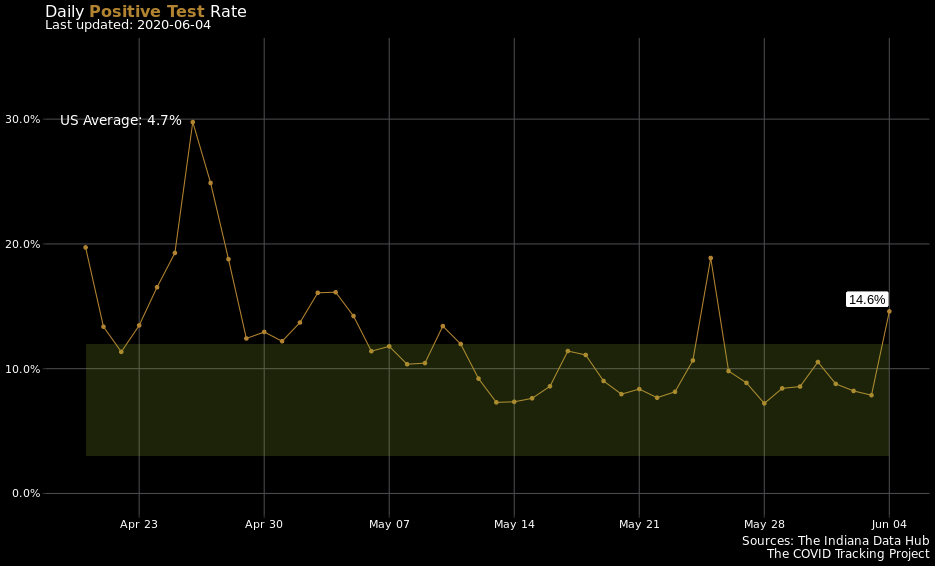 Daily Positive Test Rate
Last updated: 2020-06-04
30.0%
US Average: 4.7%
20.0%
14.6%
10.0%
0.0%
Apr 23 Apr 30 May 07 May 14 May 21 May 28 Jun 04
Sources: The Indiana Data Hub
The COVID Tracking Project